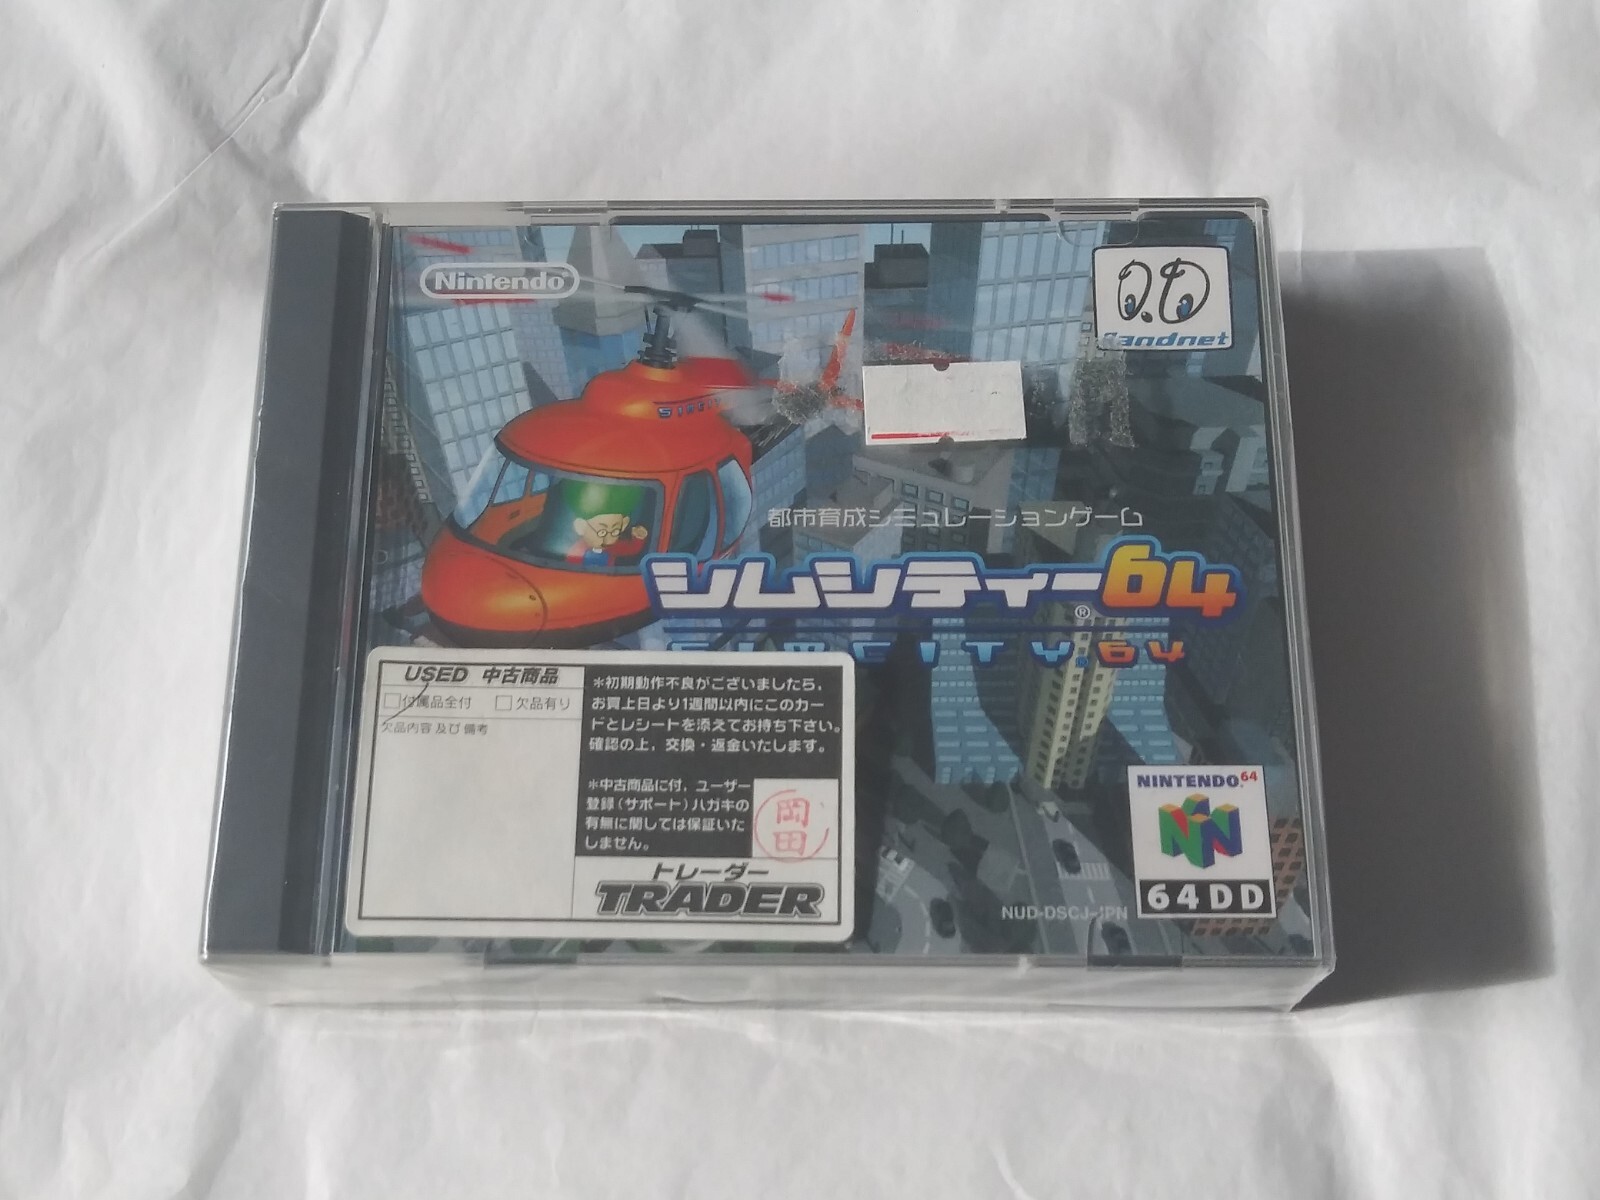 Nintendo®
Randnet
SIMCITY
都市育成シミュレーションゲーム
シムシティー64
®
SIMCITY 64
USED 中古商品
付属品全付 欠品有り
欠品内容及び備考
*初期動作不良がございましたら、
お買上日より1週間以内にこのカー
ドとレシートを添えてお持ち下さい。
確認の上、交換・返金いたします。
*中古商品に付、ユーザー
登録(サポート)ハガキの
有無に関しては保証いた
しません。
岡田
トレーダー
TRADER
NINTENDO64
64DD
NUD-DSCJ-JPN